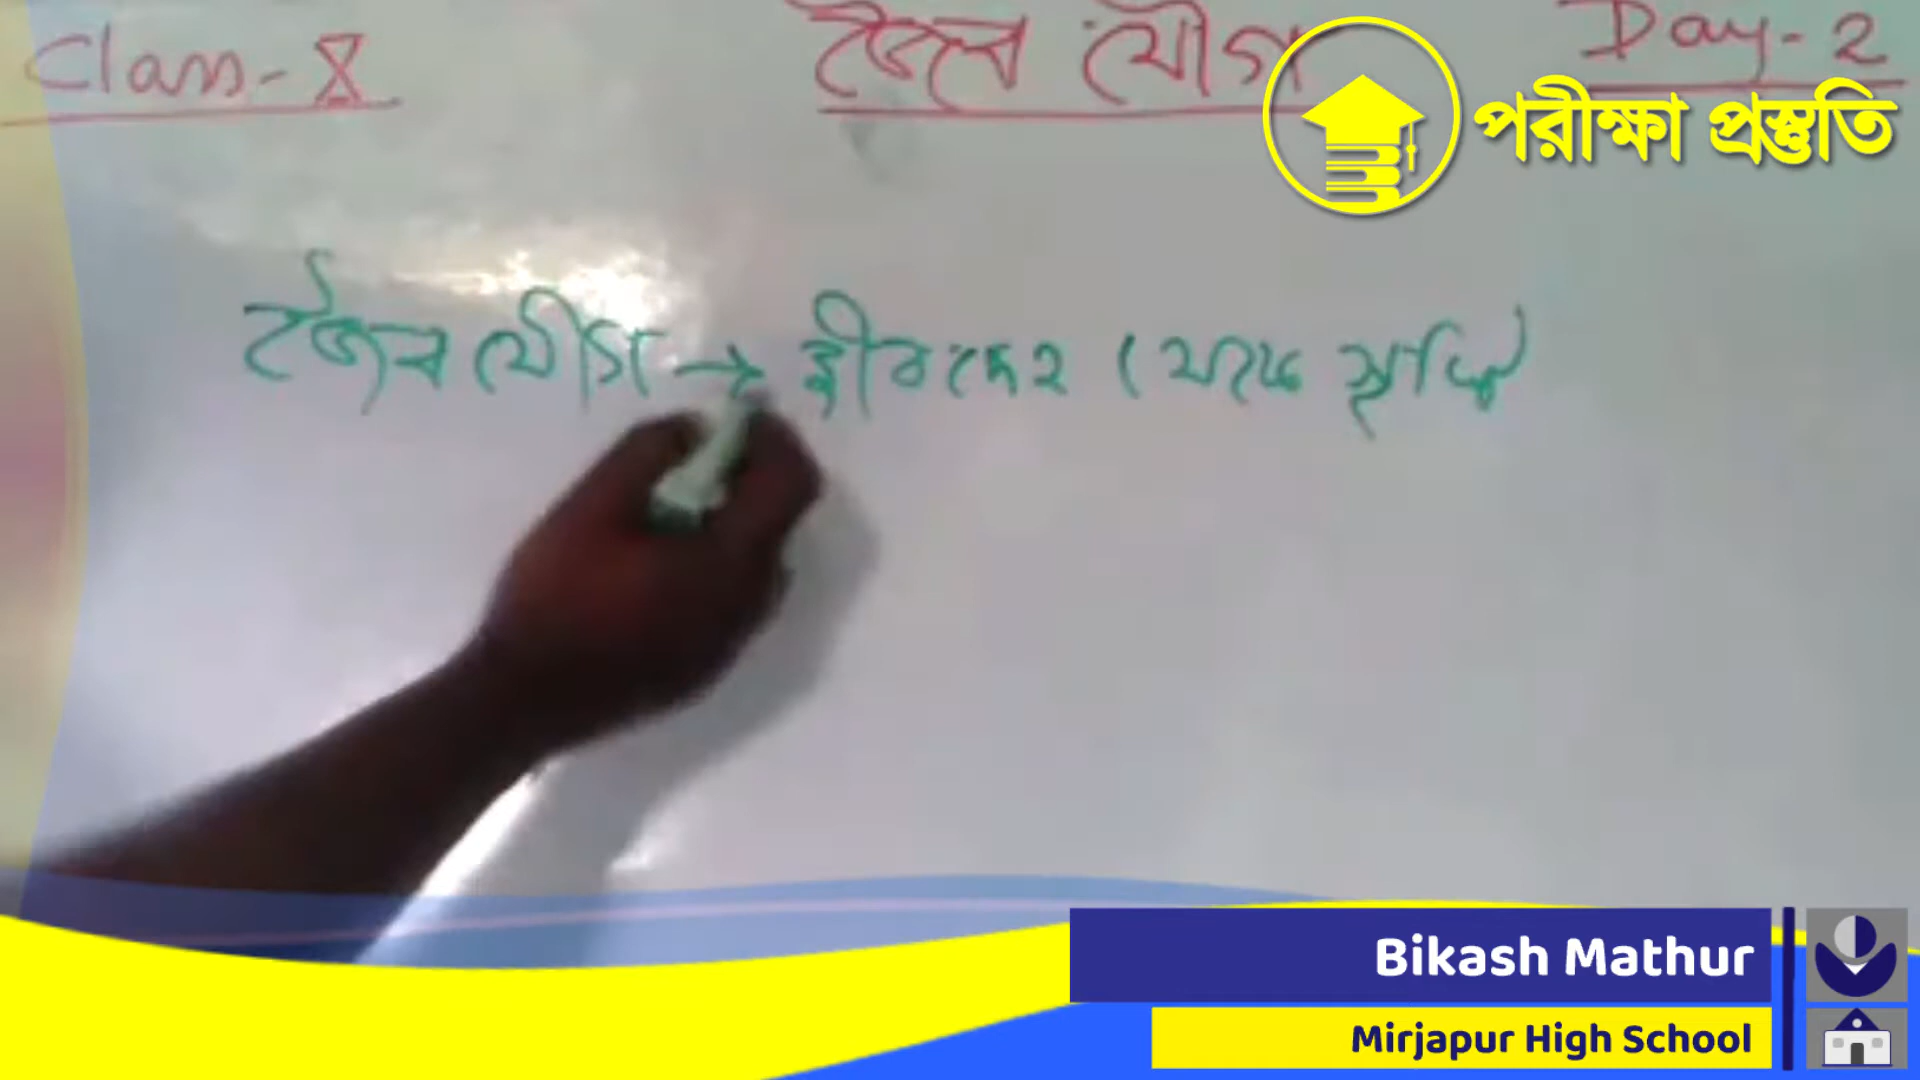 Class-X
জৈব যৌগ
Day-2
পরীক্ষা প্রস্তুতি
জৈব যৌগ → জীবদেহ ( থেকে সৃষ্টি
Bikash Mathur
Mirjapur High School